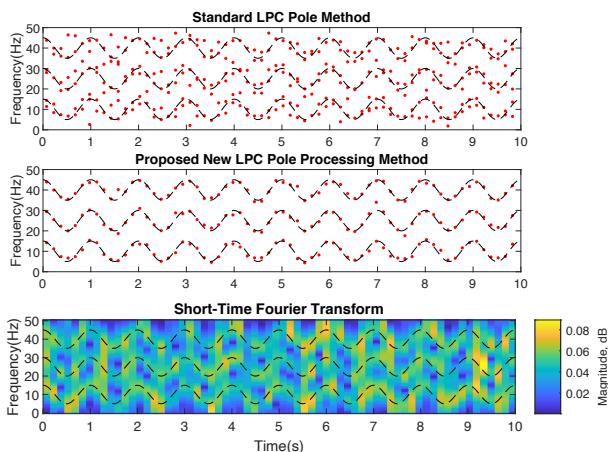 Standard LPC Pole Method
Frequency(Hz)
50
40
30
20
10
0
0 1 2 3 4 5 6 7 8 9 10
Proposed New LPC Pole Processing Method
Frequency(Hz)
50
40
30
20
10
0
0 1 2 3 4 5 6 7 8 9 10
Short-Time Fourier Transform
Frequency(Hz)
50
40
30
20
10
0
0 1 2 3 4 5 6 7 8 9 10
Time(s)
0.08
0.06
0.04
0.02
Magnitude, dB